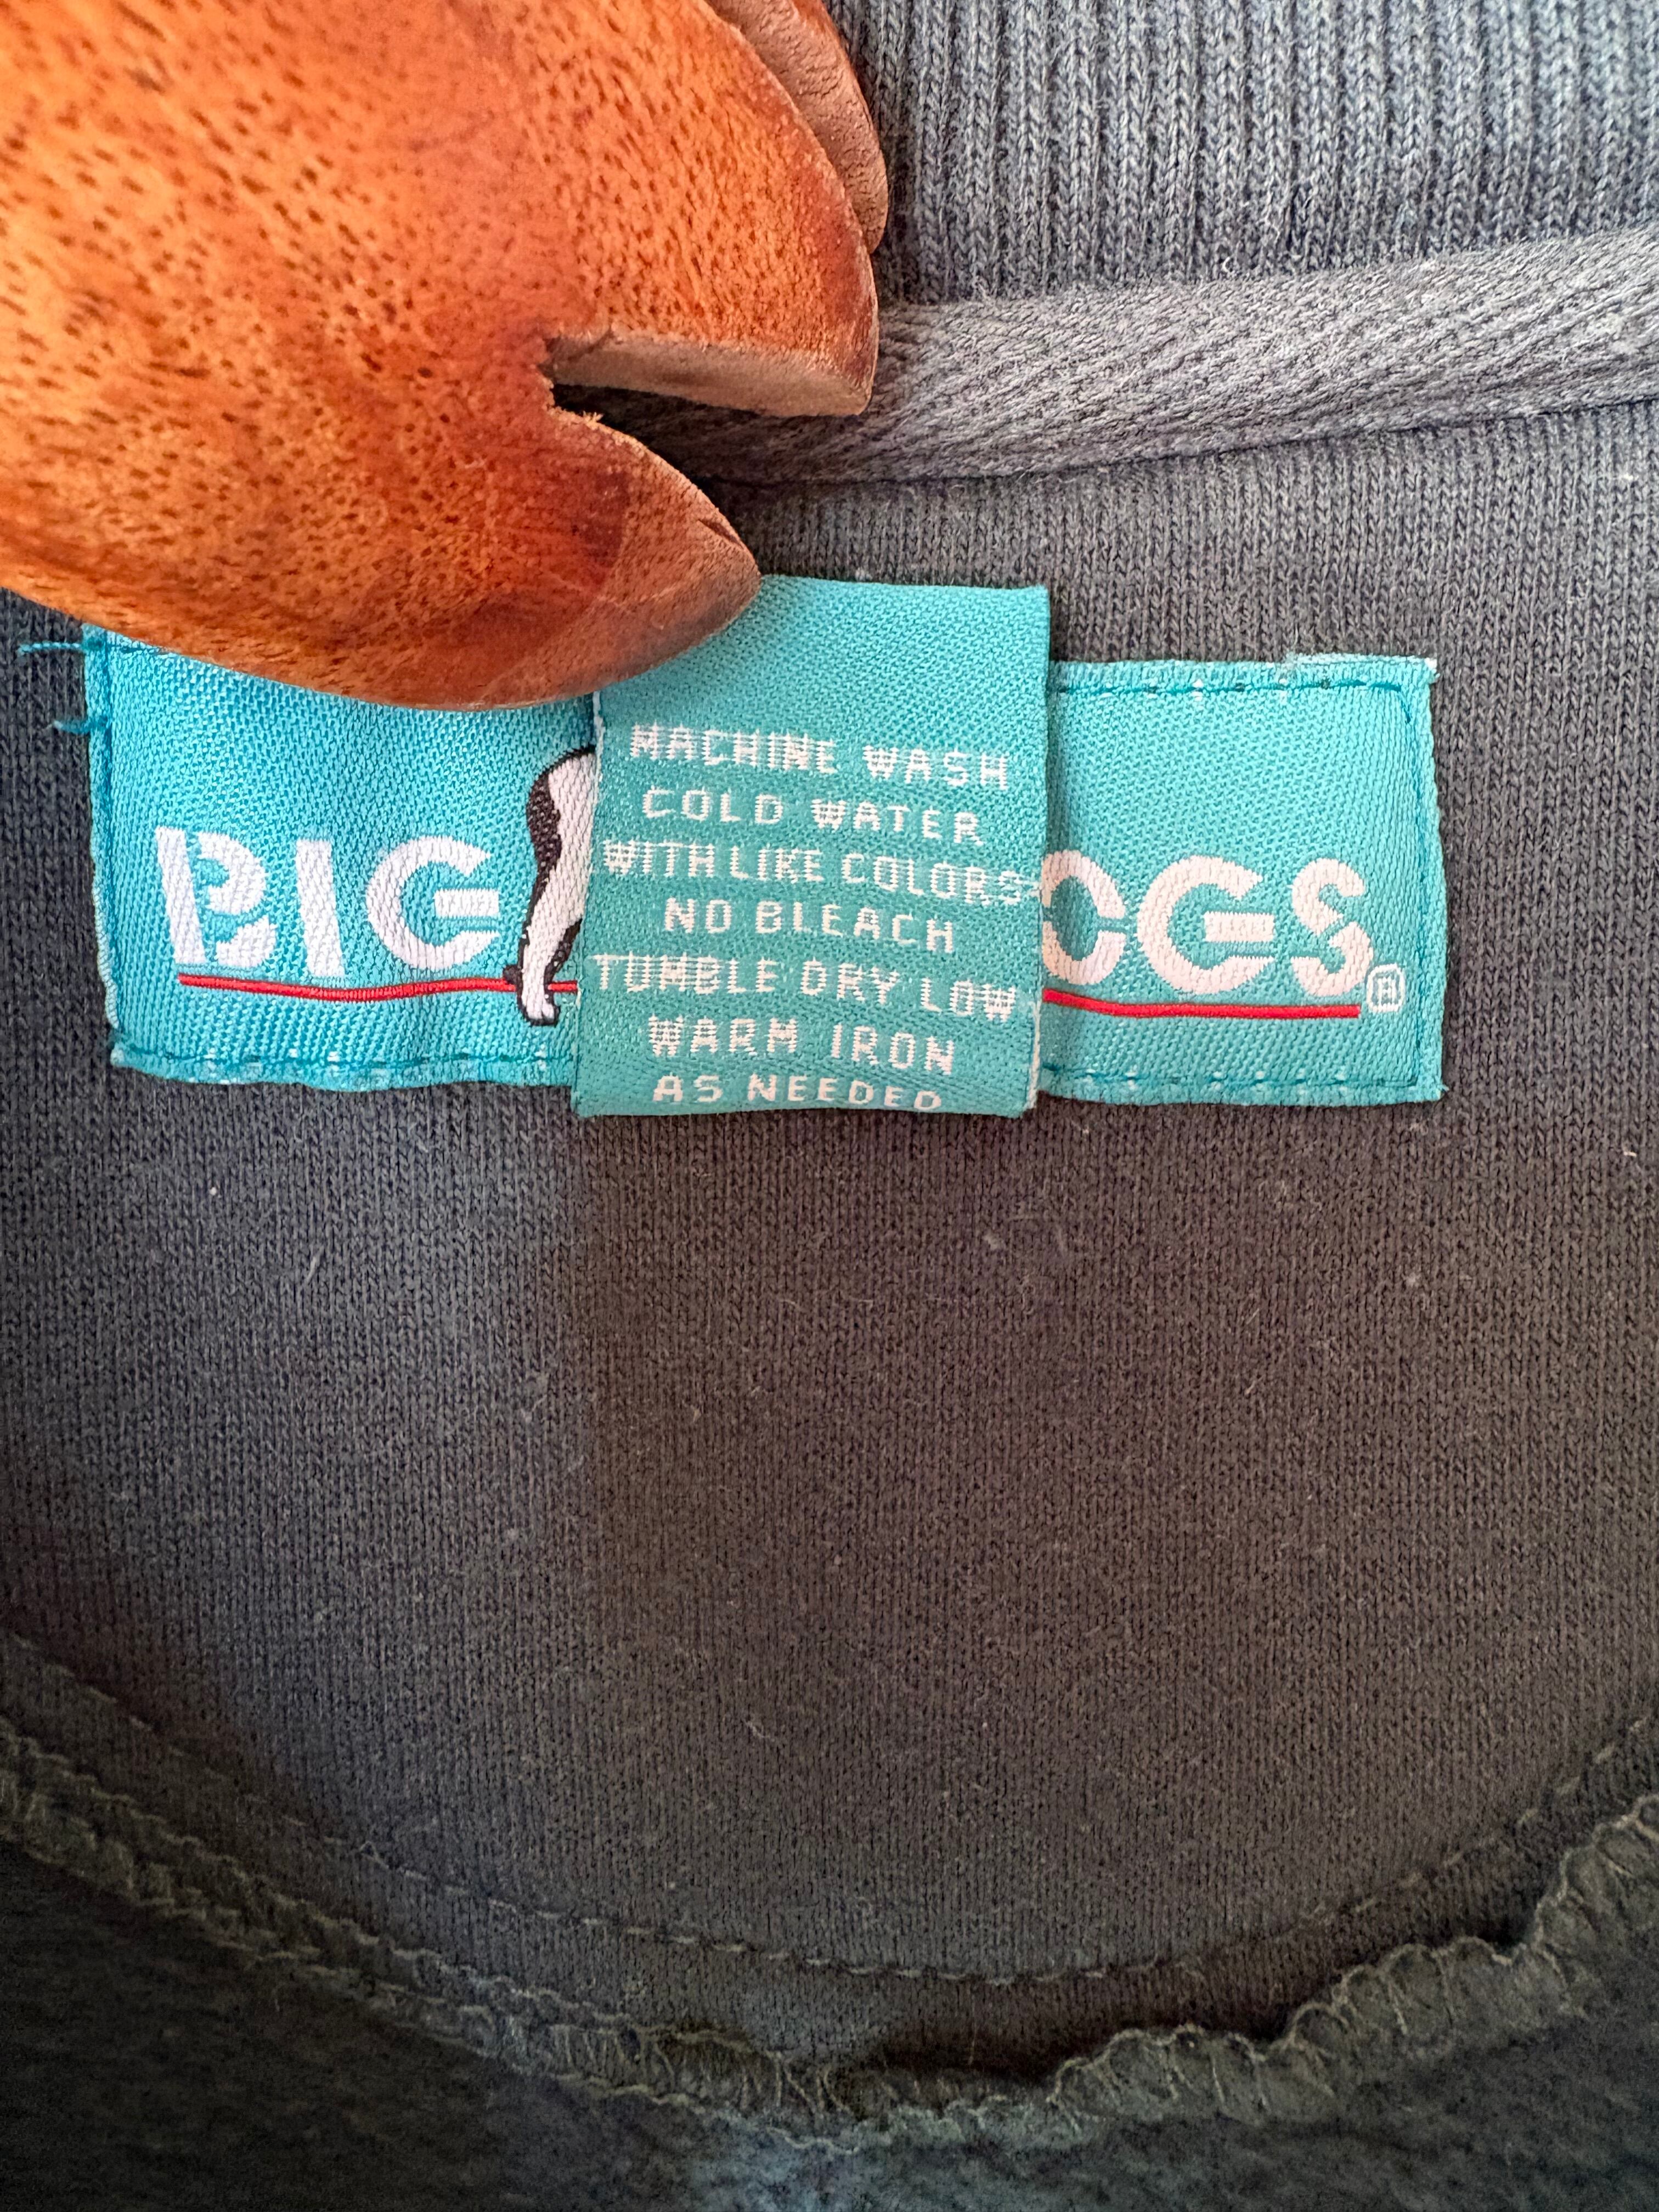 BIG OGS®
MACHINE WASH
COLD WATER
WITH LIKE COLORS
NO BLEACH
TUMBLE DRY LOW
WARM IRON
AS NEEDED